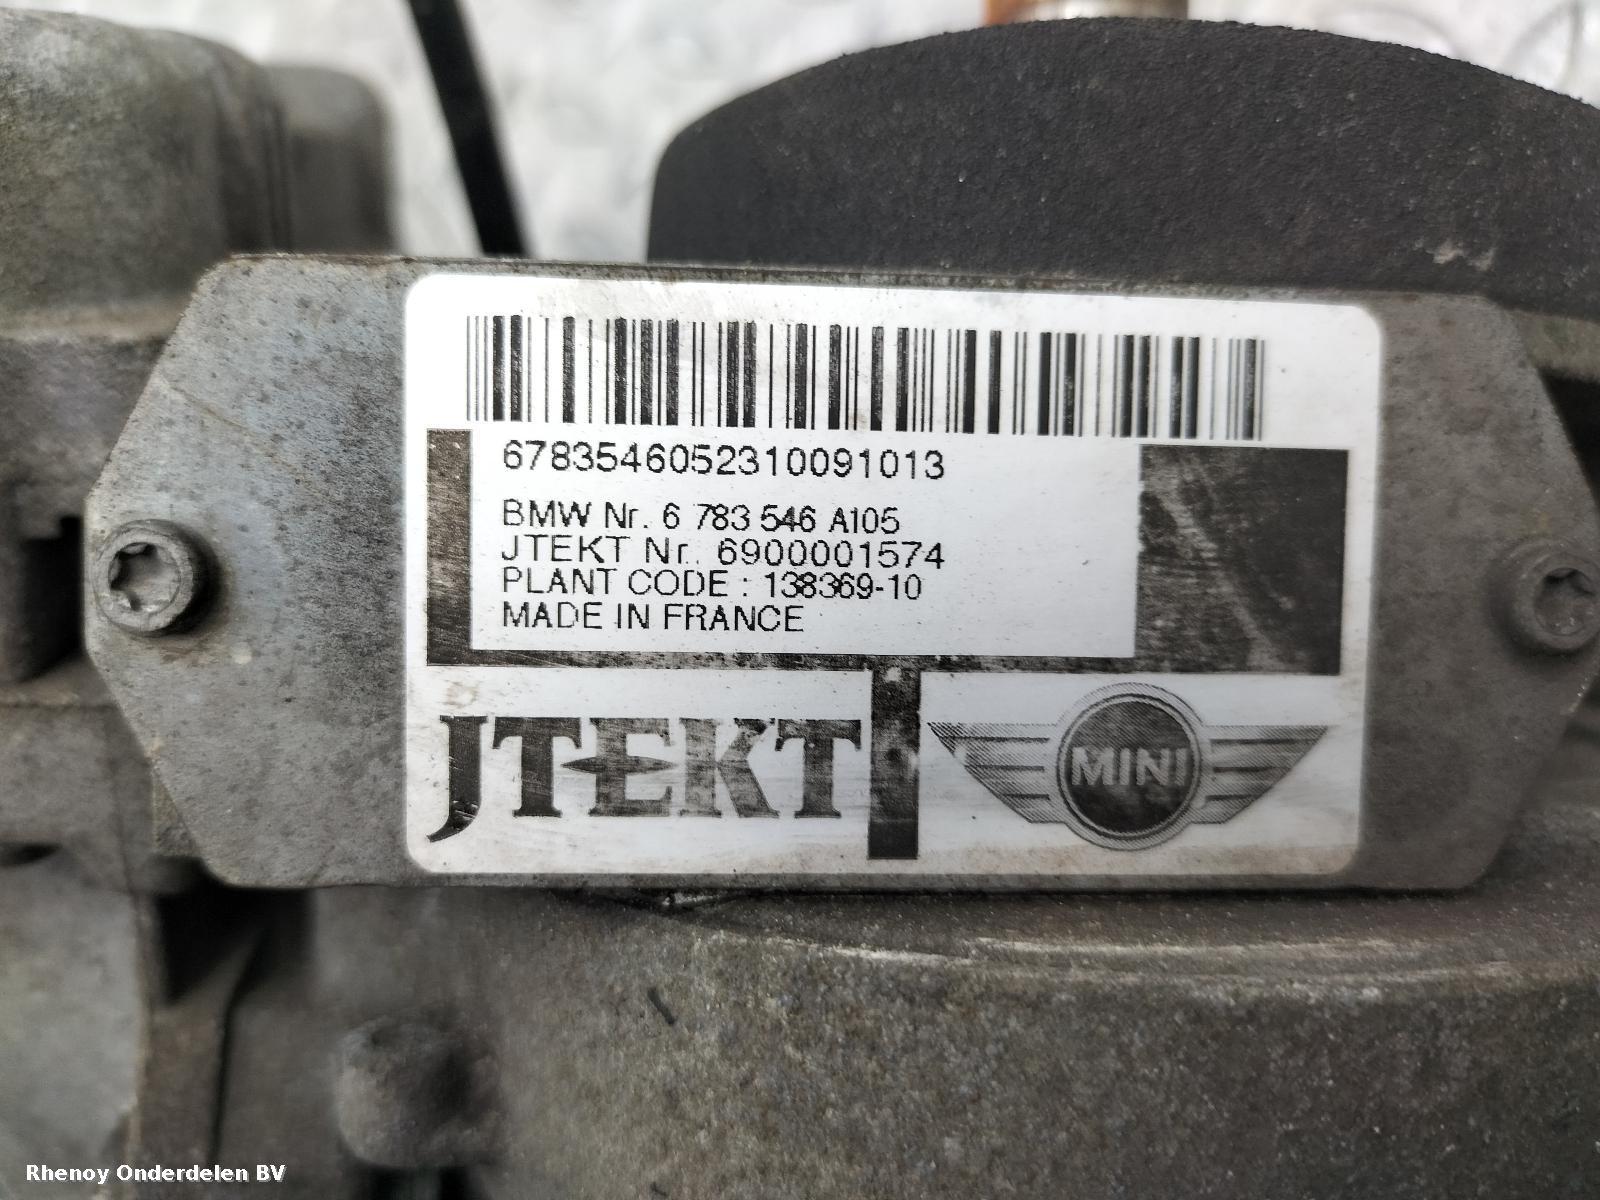 6783546052310091013
BMW Nr. 6 783 546 A105
JTEKT Nr. 6900001574
PLANT CODE : 138369-10
MADE IN FRANCE
JTEKT
MINI
Rhenoy Onderdelen BV